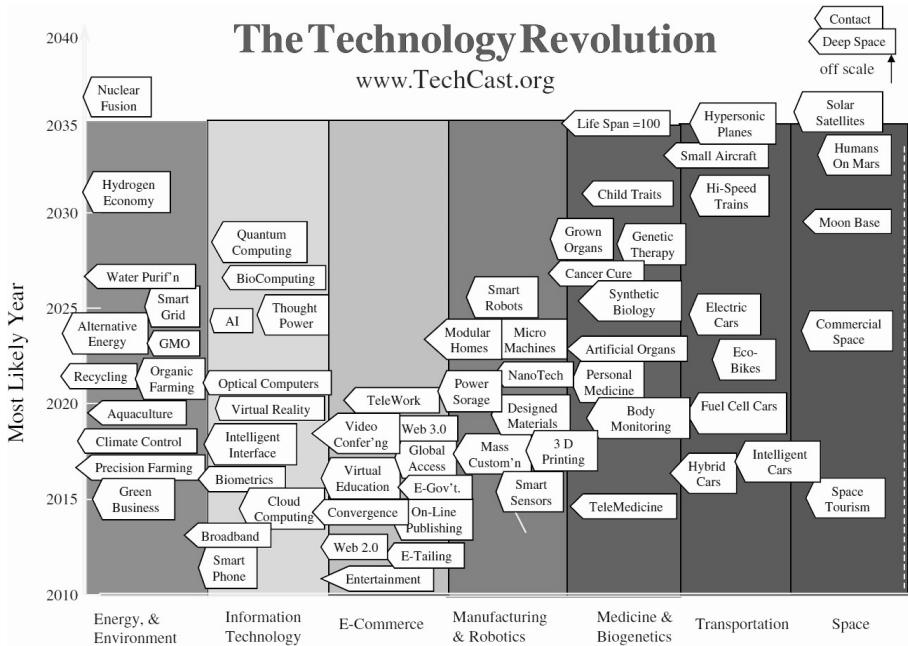 The Technology Revolution
www.TechCast.org
Contact
Deep Space
off scale
Most Likely Year
2040
2035
2030
2025
2020
2015
2010
Nuclear
Fusion
Hydrogen
Economy
Water Purif'n
Smart
Grid
Alternative
Energy
GMO
Recycling
Organic
Farming
Aquaculture
Climate Control
Precision Farming
Green
Business
Quantum
Computing
BioComputing
AI
Thought
Power
Optical Computers
Virtual Reality
Intelligent
Interface
Biometrics
Cloud
Computing
Broadband
Smart
Phone
TeleWork
Video
Confer'ng
Web 3.0
Global
Access
Virtual
Education
E-Gov't.
Convergence
On-Line
Publishing
Web 2.0
E-Tailing
Entertainment
Smart
Robots
Modular
Homes
Micro
Machines
NanoTech
Power
Sorage
Designed
Materials
Mass
Custom'n
3 D
Printing
Smart
Sensors
Life Span =100
Child Traits
Grown
Organs
Genetic
Therapy
Cancer Cure
Synthetic
Biology
Artificial Organs
Personal
Medicine
Body
Monitoring
TeleMedicine
Hypersonic
Planes
Small Aircraft
Hi-Speed
Trains
Electric
Cars
Eco-
Bikes
Fuel Cell Cars
Hybrid
Cars
Intelligent
Cars
Solar
Satellites
Humans
On Mars
Moon Base
Commercial
Space
Space
Tourism
Energy, &
Environment
Information
Technology
E-Commerce
Manufacturing
& Robotics
Medicine &
Biogenetics
Transportation
Space